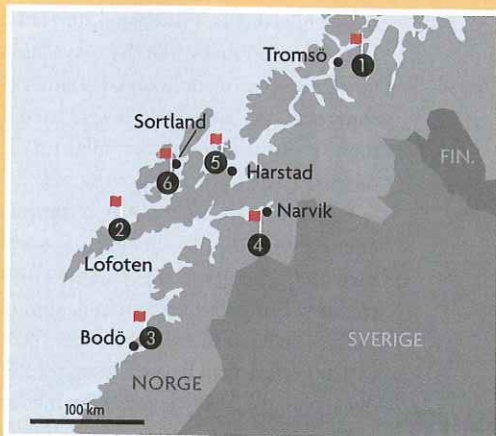 Tromsö
1
Sortland
5
Harstad
FIN.
6
2
Narvik
4
Lofoten
Bodö
3
SVERIGE
NORGE
100 km